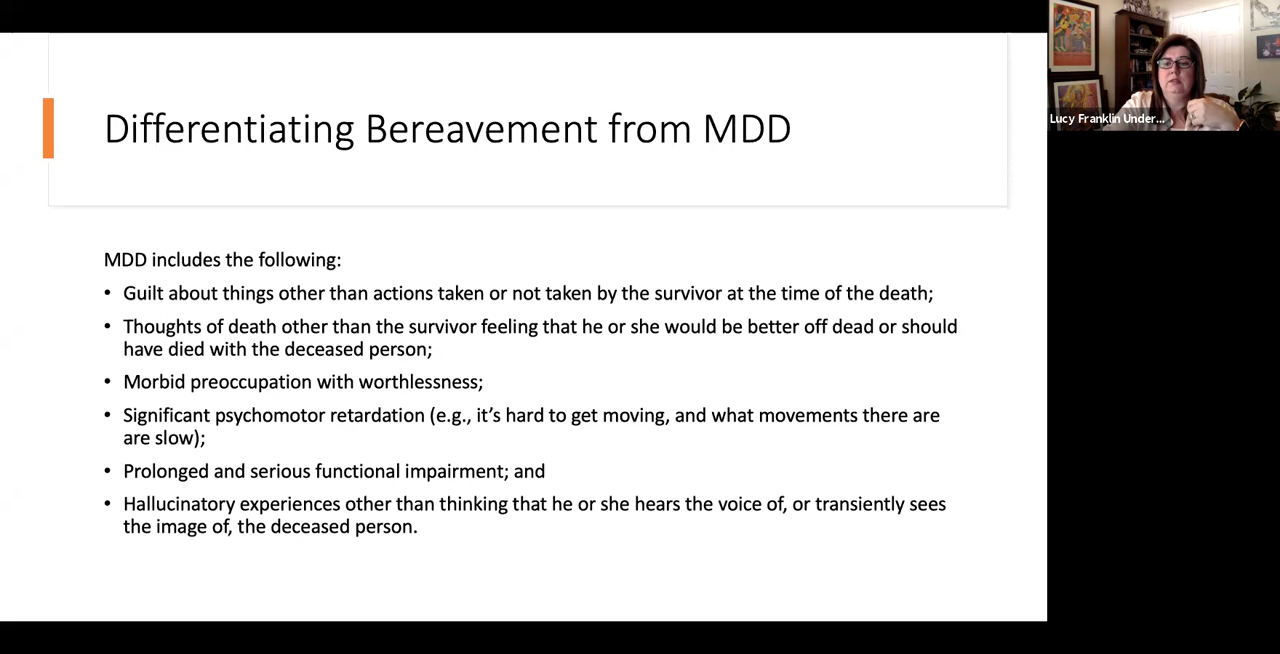 Differentiating Bereavement from MDD
Lucy Franklin Under...
MDD includes the following:
• Guilt about things other than actions taken or not taken by the survivor at the time of the death;
• Thoughts of death other than the survivor feeling that he or she would be better off dead or should
have died with the deceased person;
• Morbid preoccupation with worthlessness;
• Significant psychomotor retardation (e.g., it’s hard to get moving, and what movements there are
are slow);
• Prolonged and serious functional impairment; and
• Hallucinatory experiences other than thinking that he or she hears the voice of, or transiently sees
the image of, the deceased person.